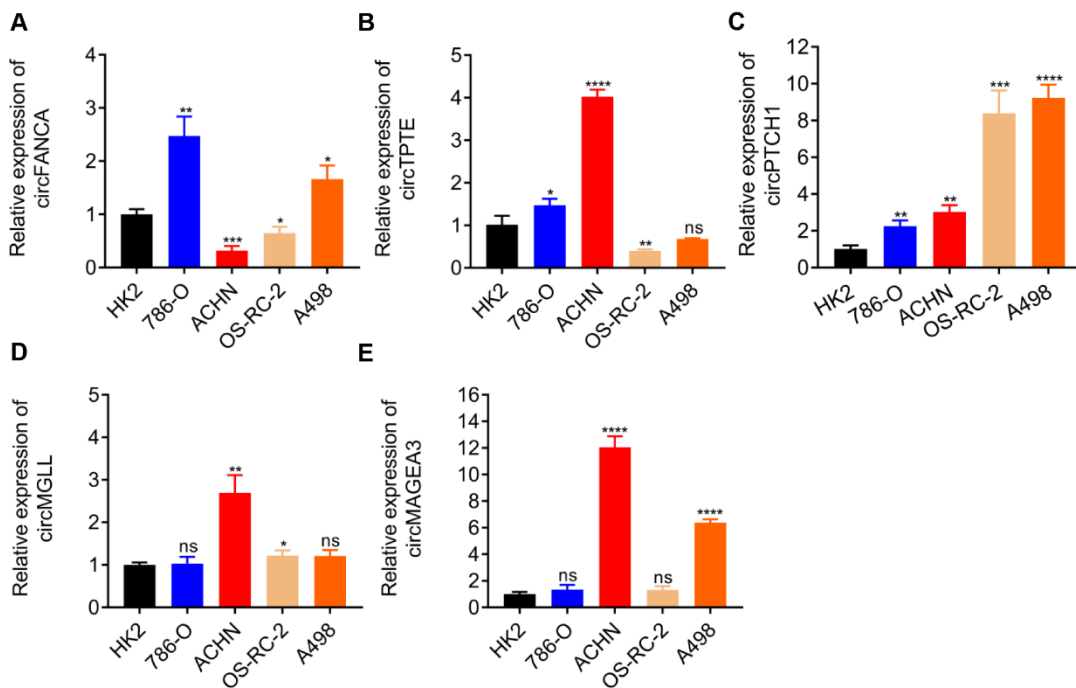 A
Relative expression of
circFANCA
4
3
2
1
0
**
***
*
*
HK2
786-O
ACHN
OS-RC-2
A498
B
Relative expression of
circTPTE
5
4
3
2
1
0
*
****
**
ns
HK2
786-O
ACHN
OS-RC-2
A498
C
Relative expression of
circPTCH1
12
10
8
6
4
2
0
**
**
***
****
HK2
786-O
ACHN
OS-RC-2
A498
D
Relative expression of
circMGLL
5
4
3
2
1
0
ns
**
*
ns
HK2
786-O
ACHN
OS-RC-2
A498
E
Relative expression of
circMAGEA3
16
14
12
10
8
6
4
2
0
ns
****
ns
****
HK2
786-O
ACHN
OS-RC-2
A498